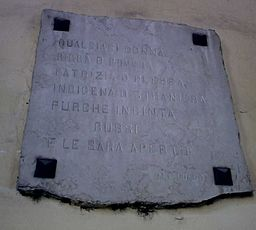 QUALSIASI DONNA
RICCA O POVERA
PATRIZIA O PLEBEA
INDIGENA O STRANIERA
PURCHE INCINTA
BUSSI
E LE SARA APERTO